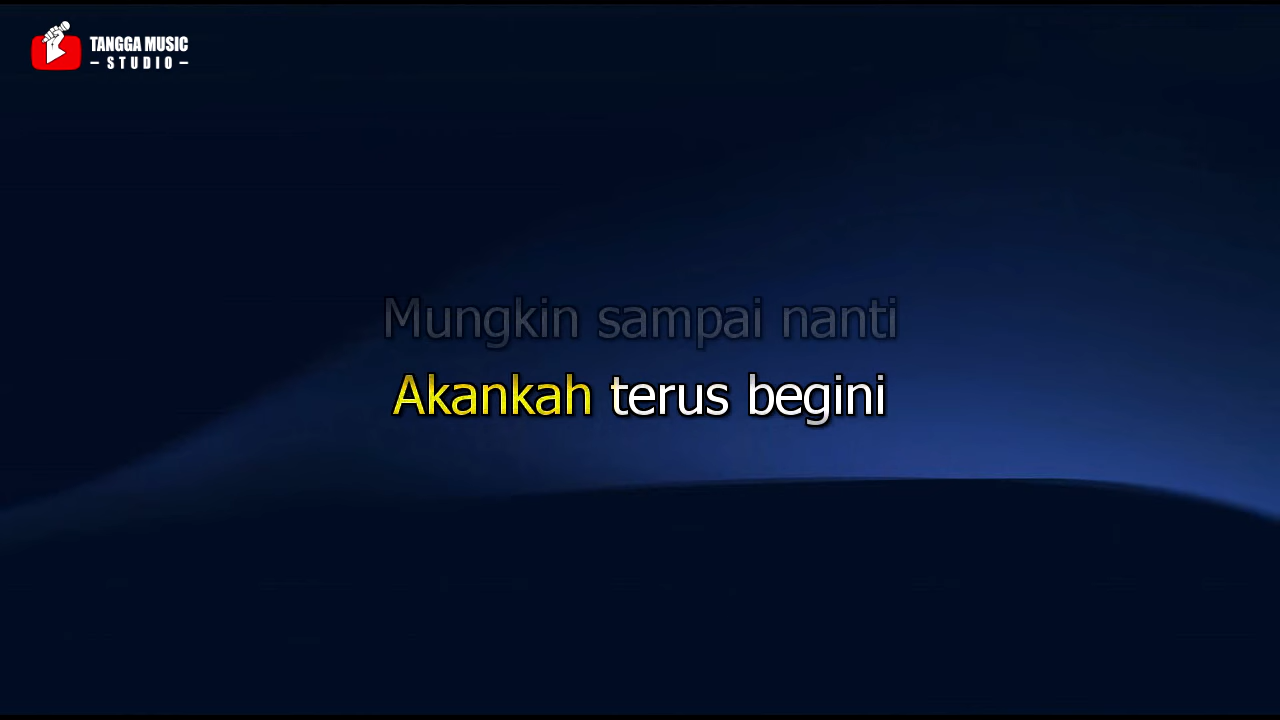 TANGGA MUSIC
– STUDIO –
Mungkin sampai nanti
Akankah terus begini